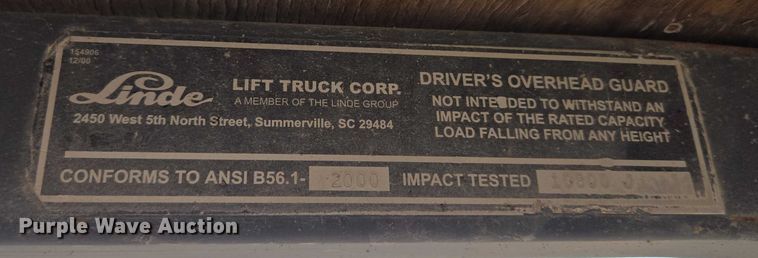 154906
12/00
Linde
LIFT TRUCK CORP.
A MEMBER OF THE LINDE GROUP
2450 West 5th North Street, Summerville, SC 29484
DRIVER'S OVERHEAD GUARD
NOT INTENDED TO WITHSTAND AN
IMPACT OF THE RATED CAPACITY
LOAD FALLING FROM ANY HEIGHT
CONFORMS TO ANSI B56.1- 2000 IMPACT TESTED
Purple Wave Auction